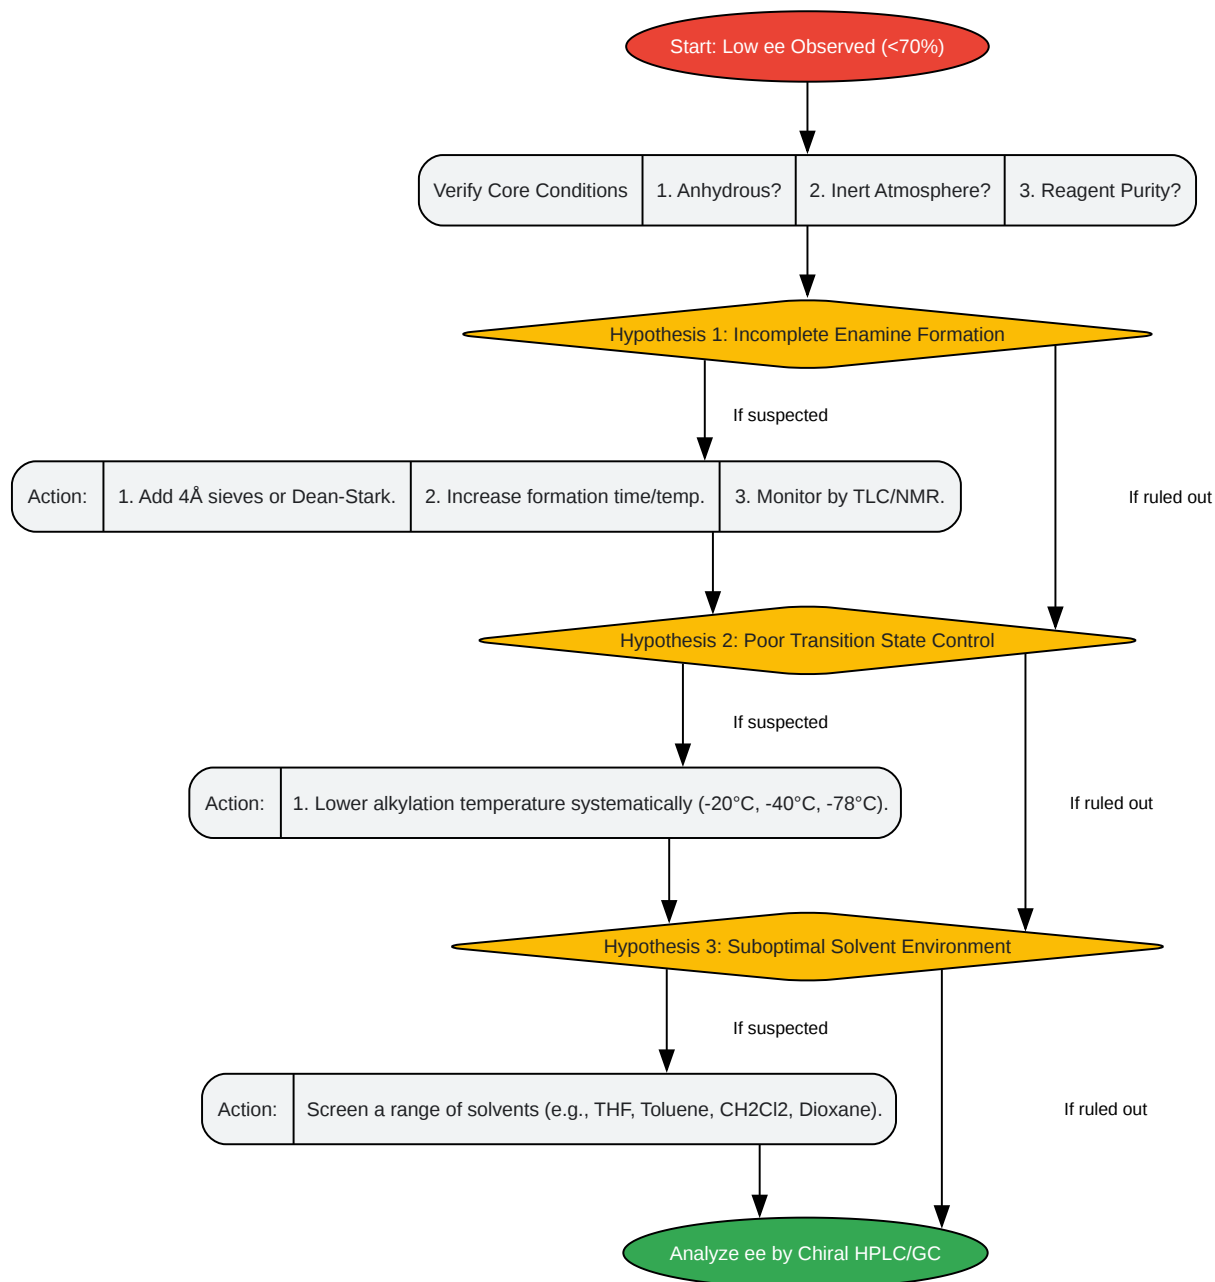 Start: Low ee Observed (<70%)
Verify Core Conditions
1. Anhydrous?
2. Inert Atmosphere?
3. Reagent Purity?
Hypothesis 1: Incomplete Enamine Formation
If suspected
Action:
1. Add 4Å sieves or Dean-Stark.
2. Increase formation time/temp.
3. Monitor by TLC/NMR.
If ruled out
Hypothesis 2: Poor Transition State Control
If suspected
Action:
1. Lower alkylation temperature systematically (-20°C, -40°C, -78°C).
If ruled out
Hypothesis 3: Suboptimal Solvent Environment
If suspected
Action:
Screen a range of solvents (e.g., THF, Toluene, CH2Cl2, Dioxane).
If ruled out
Analyze ee by Chiral HPLC/GC